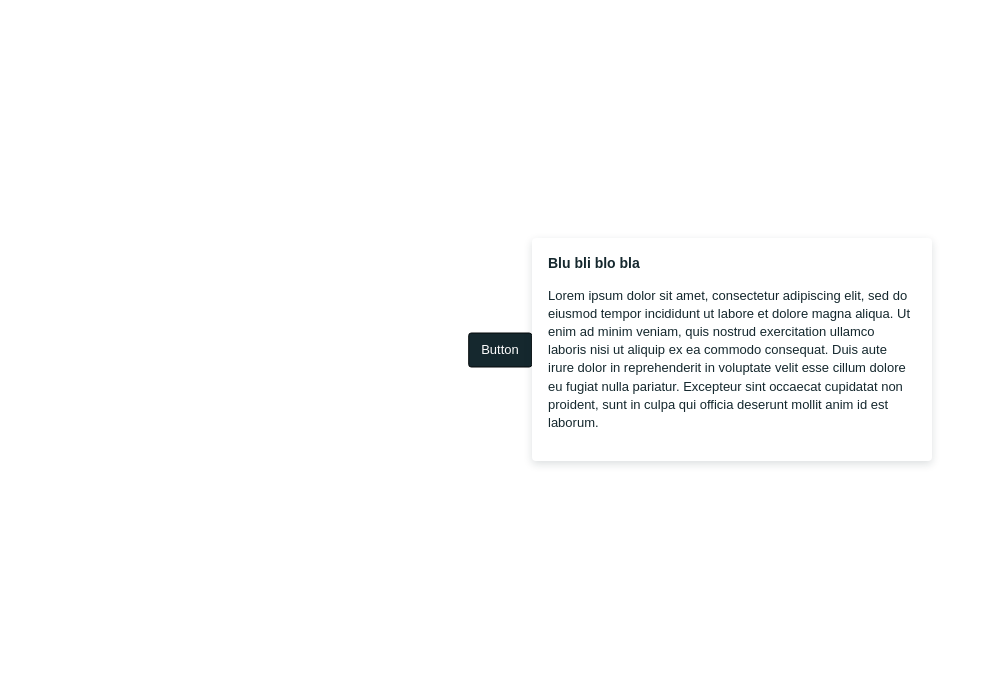 Blu bli blo bla
Lorem ipsum dolor sit amet, consectetur adipiscing elit, sed do
eiusmod tempor incididunt ut labore et dolore magna aliqua. Ut
enim ad minim veniam, quis nostrud exercitation ullamco
Button
laboris nisi ut aliquip ex ea commodo consequat. Duis aute
irure dolor in reprehenderit in voluptate velit esse cillum dolore
eu fugiat nulla pariatur. Excepteur sint occaecat cupidatat non
proident, sunt in culpa qui officia deserunt mollit anim id est
laborum.